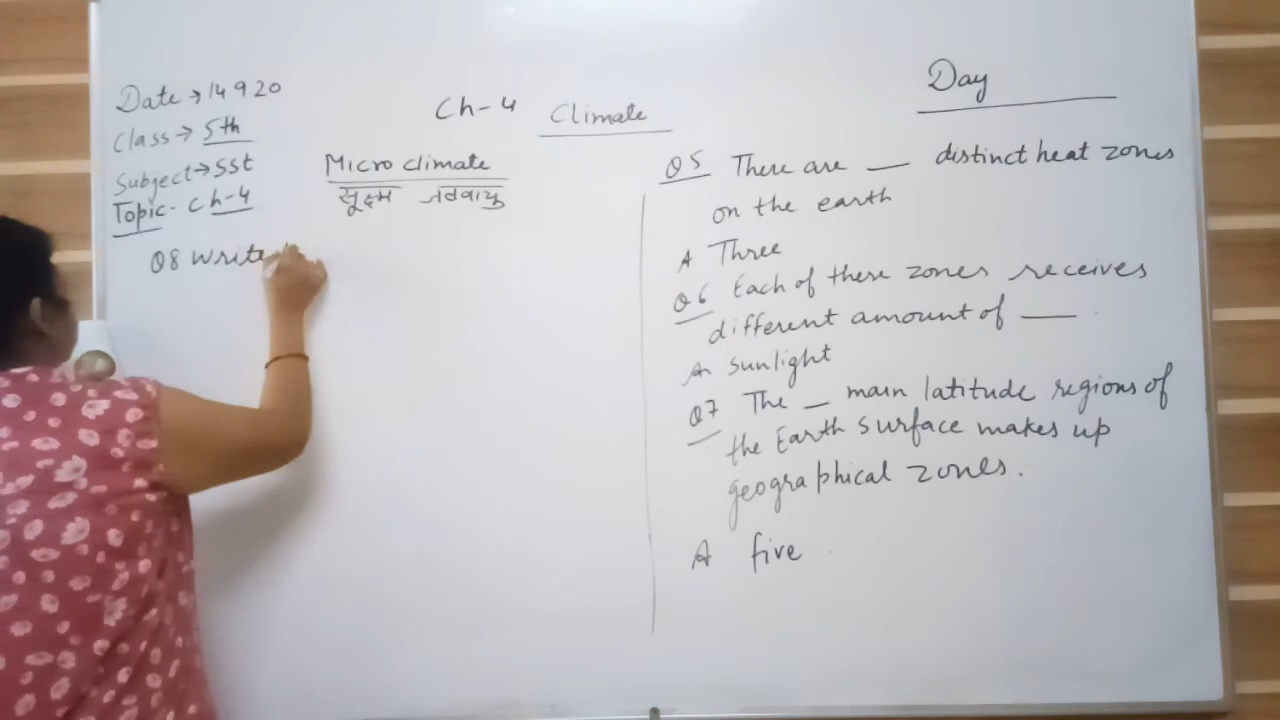 Date → 14 9 20
Class → 5th
Subject → SSt
Topic - Ch-4
Ch-4 Climate
Day
Micro climate
सूक्ष्म जलवायु
Q8 Write
Q5 There are __ distinct heat zones
on the earth
A Three
Q6 Each of these zones receives
different amount of __ .
A sunlight
Q7 The _ main latitude regions of
the Earth surface makes up
geographical zones.
A five